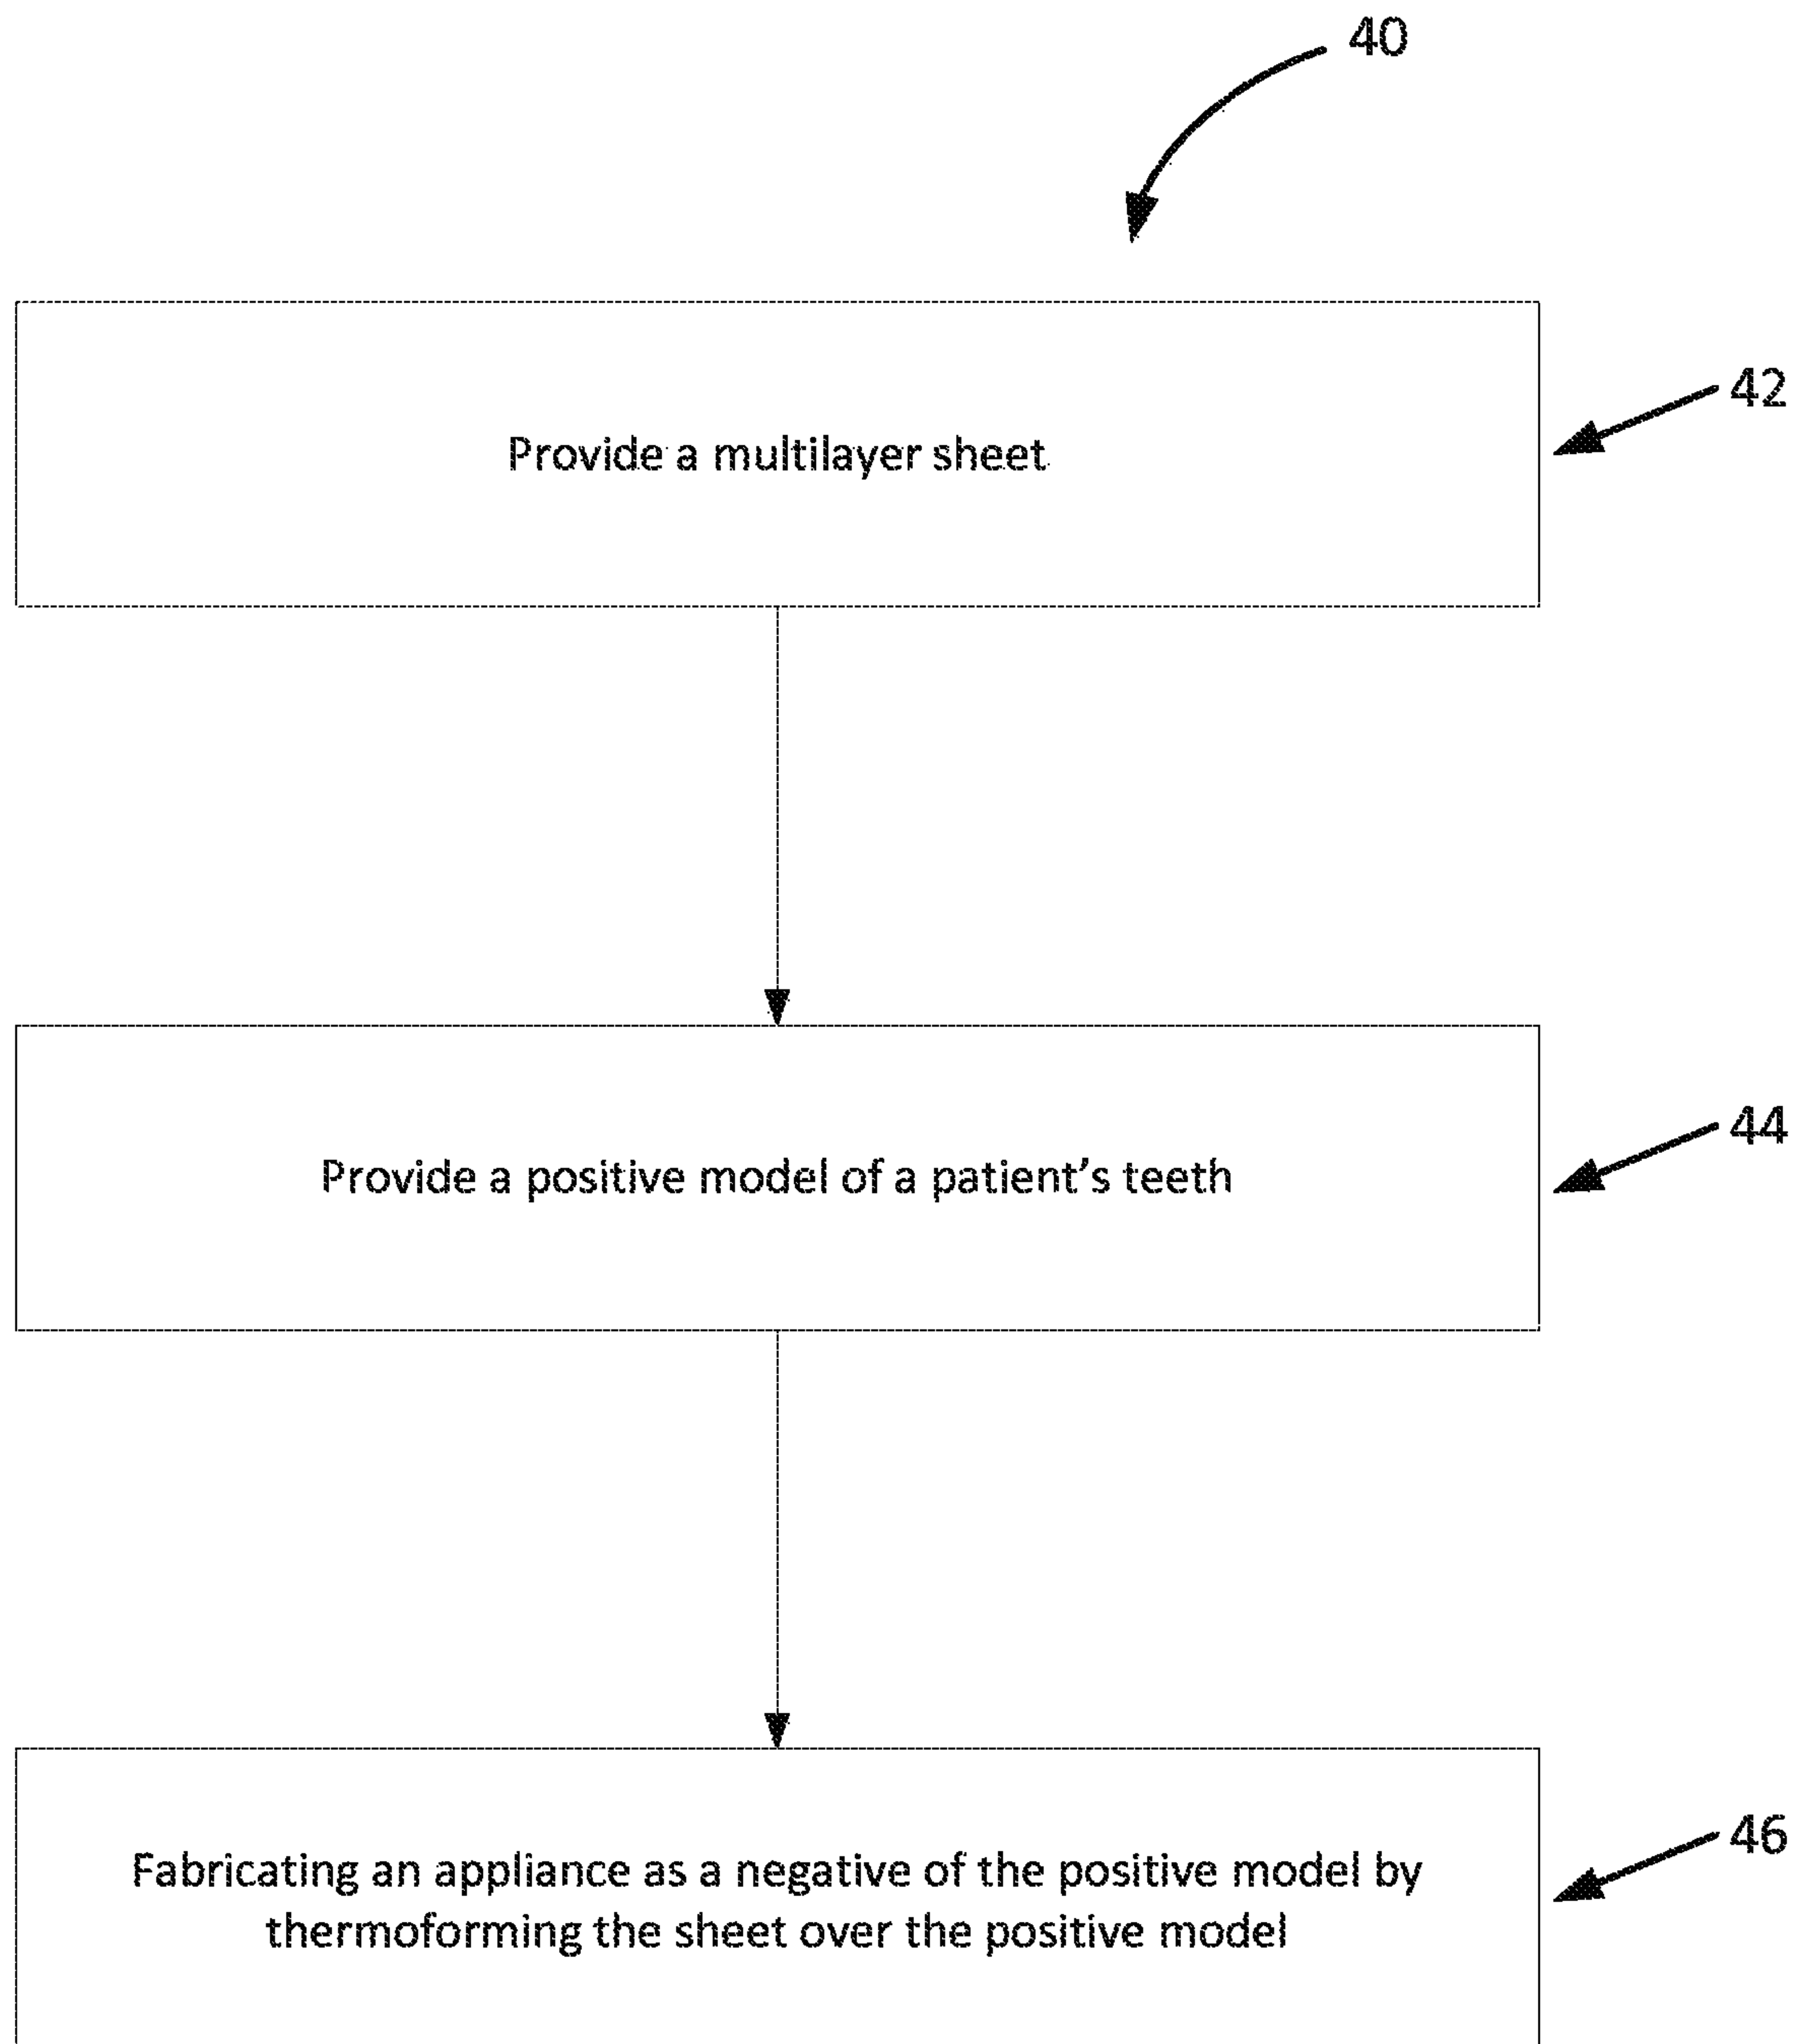 40
Provide a multilayer sheet
42
Provide a positive model of a patient's teeth
44
Fabricating an appliance as a negative of the positive model by
thermoforming the sheet over the positive model
46